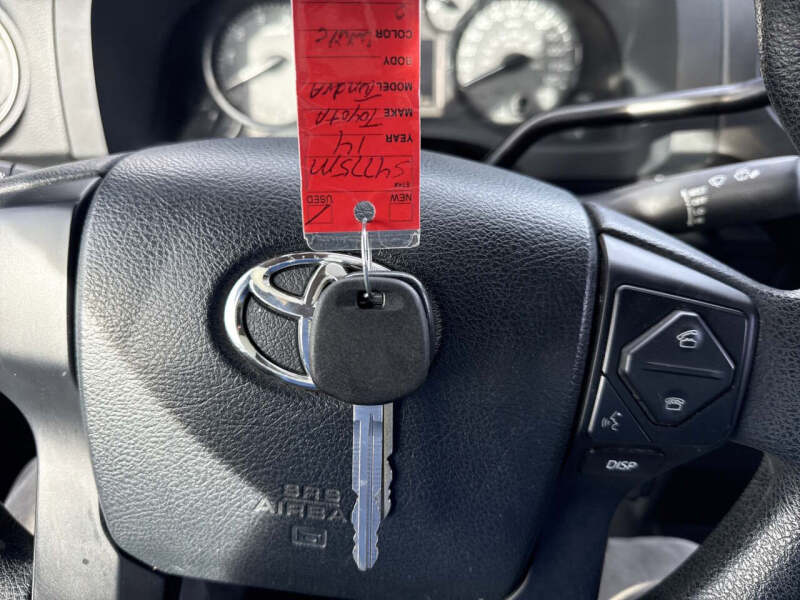 NEW USED
STK#
S4775M
YEAR 14
MAKE Toyota
MODEL Tundra
BODY
COLOR White
SRS
AIRBAG
DISP